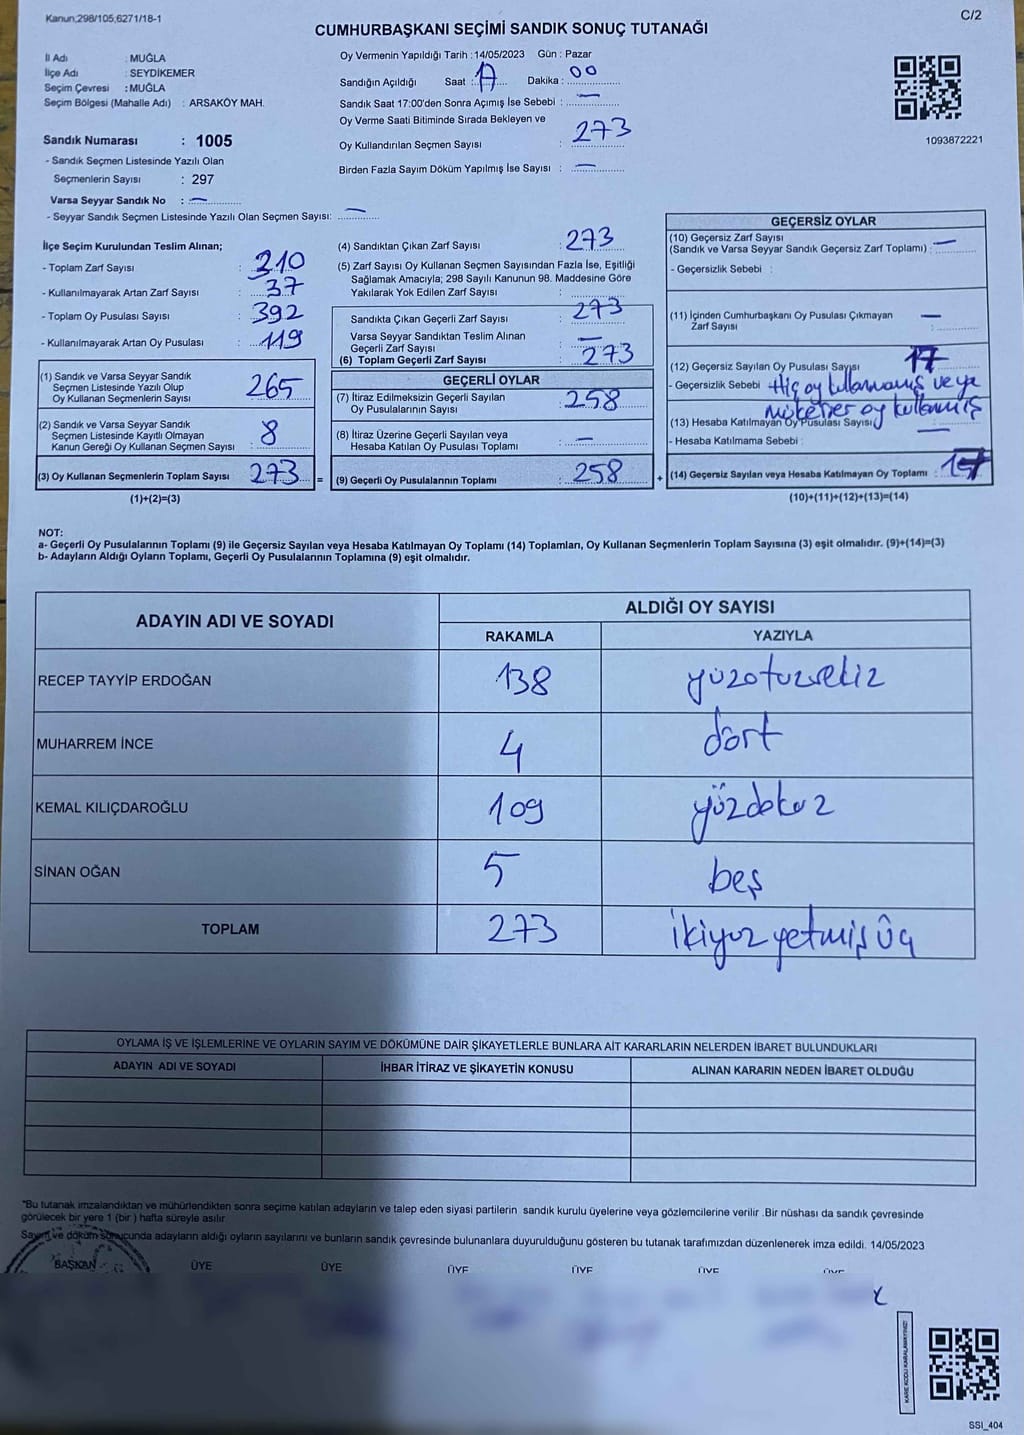 Kanun,298/105,6271/18-1
C/2
CUMHURBAŞKANI SEÇİMİ SANDIK SONUÇ TUTANAĞI
İl Adı : MUĞLA
İlçe Adı : SEYDİKEMER
Seçim Çevresi : MUĞLA
Seçim Bölgesi (Mahalle Adı) : ARSAKÖY MAH.
Sandık Numarası : 1005
- Sandık Seçmen Listesinde Yazılı Olan
Seçmenlerin Sayısı : 297
Varsa Seyyar Sandık No : —
- Seyyar Sandık Seçmen Listesinde Yazılı Olan Seçmen Sayısı: —
Oy Vermenin Yapıldığı Tarih :14/05/2023 Gün : Pazar
Sandığın Açıldığı Saat : Dakika : 00
Sandık Saat 17:00'den Sonra Açımış İse Sebebi : —
Oy Verme Saati Bitiminde Sırada Bekleyen ve
Oy Kullandırılan Seçmen Sayısı : 273
Birden Fazla Sayım Döküm Yapılmış İse Sayısı : —
1093872221
İlçe Seçim Kurulundan Teslim Alınan;
- Toplam Zarf Sayısı : 310
- Kullanılmayarak Artan Zarf Sayısı : 37
- Toplam Oy Pusulası Sayısı : 392
- Kullanılmayarak Artan Oy Pusulası : 119
(1) Sandık ve Varsa Seyyar Sandık
Seçmen Listesinde Yazılı Olup
Oy Kullanan Seçmenlerin Sayısı : 265
(2) Sandık ve Varsa Seyyar Sandık
Seçmen Listesinde Kayıtlı Olmayan
Kanun Gereği Oy Kullanan Seçmen Sayısı : 8
(3) Oy Kullanan Seçmenlerin Toplam Sayısı : 273 =
(1)+(2)=(3)
(4) Sandıktan Çıkan Zarf Sayısı : 273
(5) Zarf Sayısı Oy Kullanan Seçmen Sayısından Fazla İse, Eşitliği
Sağlamak Amacıyla; 298 Sayılı Kanunun 98. Maddesine Göre
Yakılarak Yok Edilen Zarf Sayısı :
Sandıkta Çıkan Geçerli Zarf Sayısı : 273
Varsa Seyyar Sandıktan Teslim Alınan
Geçerli Zarf Sayısı : —
(6) Toplam Geçerli Zarf Sayısı : 273
GEÇERLİ OYLAR
(7) İtiraz Edilmeksizin Geçerli Sayılan
Oy Pusulalarının Sayısı : 258
(8) İtiraz Üzerine Geçerli Sayılan veya
Hesaba Katılan Oy Pusulası Toplamı : —
(9) Geçerli Oy Pusulalarının Toplamı : 258 +
GEÇERSİZ OYLAR
(10) Geçersiz Zarf Sayısı
(Sandık ve Varsa Seyyar Sandık Geçersiz Zarf Toplamı) : —
- Geçersizlik Sebebi :
(11) İçinden Cumhurbaşkanı Oy Pusulası Çıkmayan
Zarf Sayısı : —
(12) Geçersiz Sayılan Oy Pusulası Sayısı
- Geçersizlik Sebebi Hiç oy kullanmamış veya
mükerrer oy kullanmış
(13) Hesaba Katılmayan Oy Pusulası Sayısı —
- Hesaba Katılmama Sebebi :
(14) Geçersiz Sayılan veya Hesaba Katılmayan Oy Toplamı :
(10)+(11)+(12)+(13)=(14)
NOT:
a- Geçerli Oy Pusulalarının Toplamı (9) ile Geçersiz Sayılan veya Hesaba Katılmayan Oy Toplamı (14) Toplamları, Oy Kullanan Seçmenlerin Toplam Sayısına (3) eşit olmalıdır. (9)+(14)=(3)
b- Adayların Aldığı Oyların Toplamı, Geçerli Oy Pusulalarının Toplamına (9) eşit olmalıdır.
ADAYIN ADI VE SOYADI
ALDIĞI OY SAYISI
RAKAMLA YAZIYLA
RECEP TAYYİP ERDOĞAN 138 yüzotuzsekiz
MUHARREM İNCE 4 dört
KEMAL KILIÇDAROĞLU 109 yüzdokuz
SİNAN OĞAN 5 beş
TOPLAM 273 ikiyüzyetmişüç
OYLAMA İŞ VE İŞLEMLERİNE VE OYLARIN SAYIM VE DÖKÜMÜNE DAİR ŞİKAYETLERLE BUNLARA AİT KARARLARIN NELERDEN İBARET BULUNDUKLARI
ADAYIN ADI VE SOYADI
İHBAR İTİRAZ VE ŞİKAYETİN KONUSU
ALINAN KARARIN NEDEN İBARET OLDUĞU
*Bu tutanak imzalandıktan ve mühürlendikten sonra seçime katılan adayların ve talep eden siyasi partilerin sandık kurulu üyelerine veya gözlemcilerine verilir .Bir nüshası da sandık çevresinde
görülecek bir yere 1 (bir ) hafta süreyle asılır
Sayım ve döküm sonucunda adayların aldığı oyların sayılarını ve bunların sandık çevresinde bulunanlara duyurulduğunu gösteren bu tutanak tarafımızdan düzenlenerek imza edildi. 14/05/2023
BAŞKAN ÜYE ÜYE ÜYE ÜYE ÜYE ÜYE
KARE KODU KARALAMAYINIZ!
SSI_404